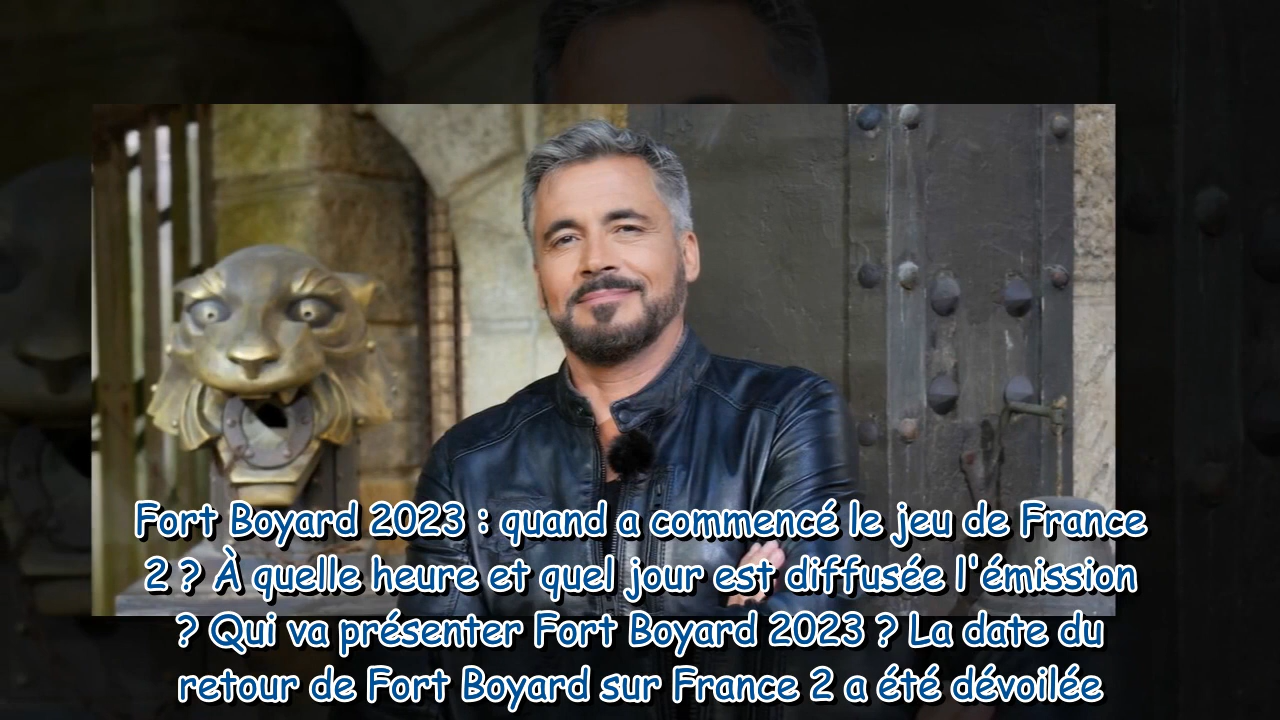 Fort Boyard 2023 : quand a commencé le jeu de France
2 ? À quelle heure et quel jour est diffusée l'émission
? Qui va présenter Fort Boyard 2023 ? La date du
retour de Fort Boyard sur France 2 a été dévoilée